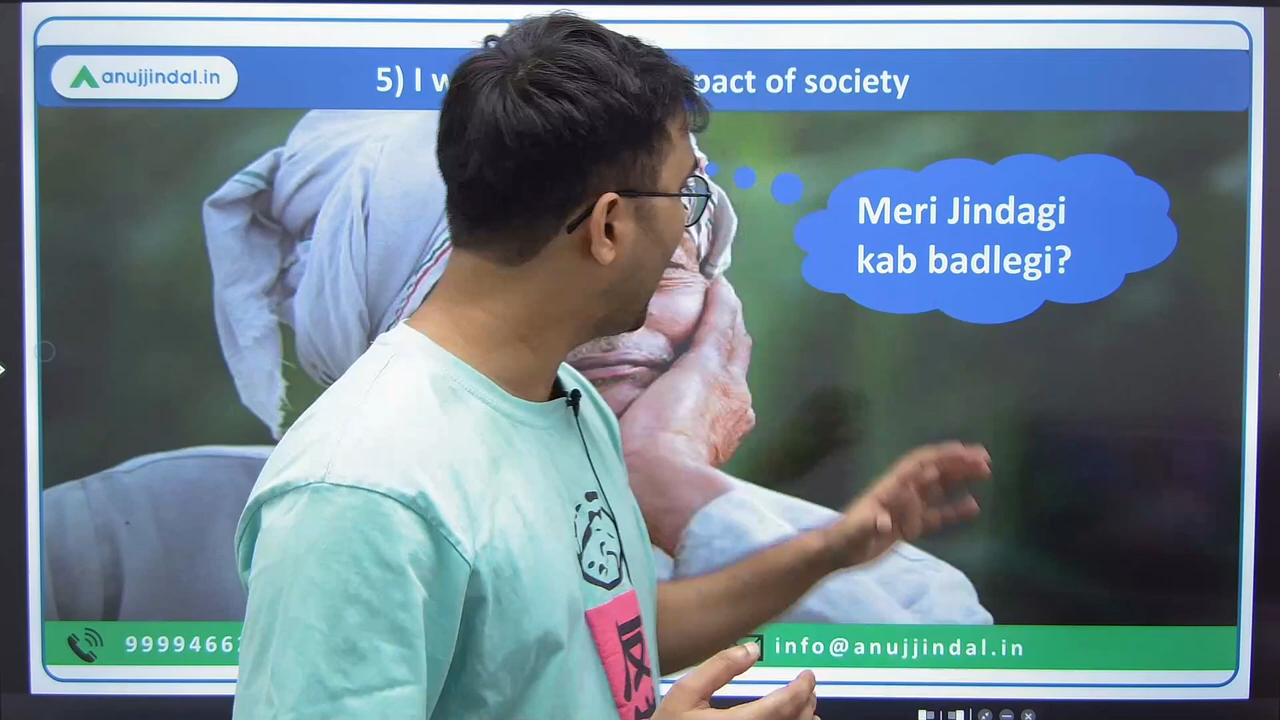 anujjindal.in
5) I w pact of society
Meri Jindagi
kab badlegi?
9999466
info@anujjindal.in